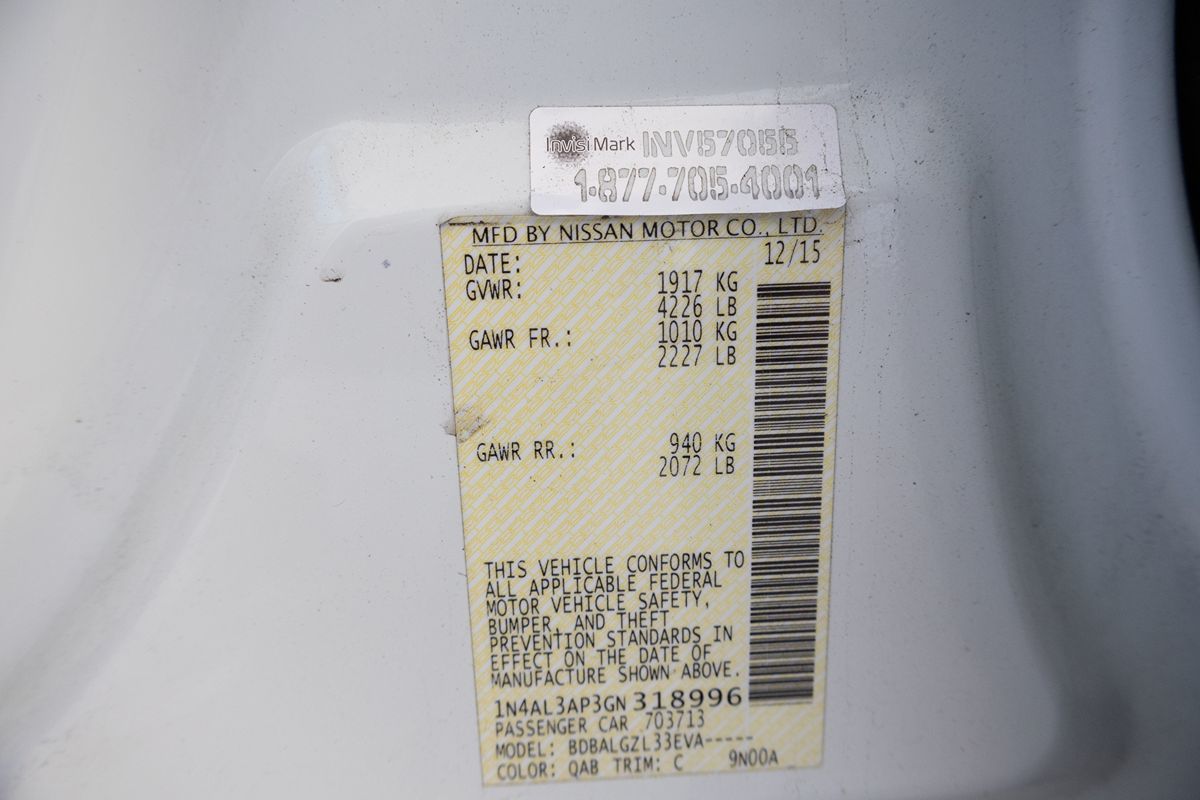 InvisiMark INV57055
1-877-705-4001
MFD BY NISSAN MOTOR CO., LTD.
DATE: 12/15
GVWR: 1917 KG
4226 LB
GAWR FR.: 1010 KG
2227 LB
GAWR RR.: 940 KG
2072 LB
THIS VEHICLE CONFORMS TO
ALL APPLICABLE FEDERAL
MOTOR VEHICLE SAFETY,
BUMPER, AND THEFT
PREVENTION STANDARDS IN
EFFECT ON THE DATE OF
MANUFACTURE SHOWN ABOVE.
1N4AL3AP3GN318996
PASSENGER CAR 703713
MODEL: BDBALGZL33EVA-----
COLOR: QAB TRIM: C 9N00A